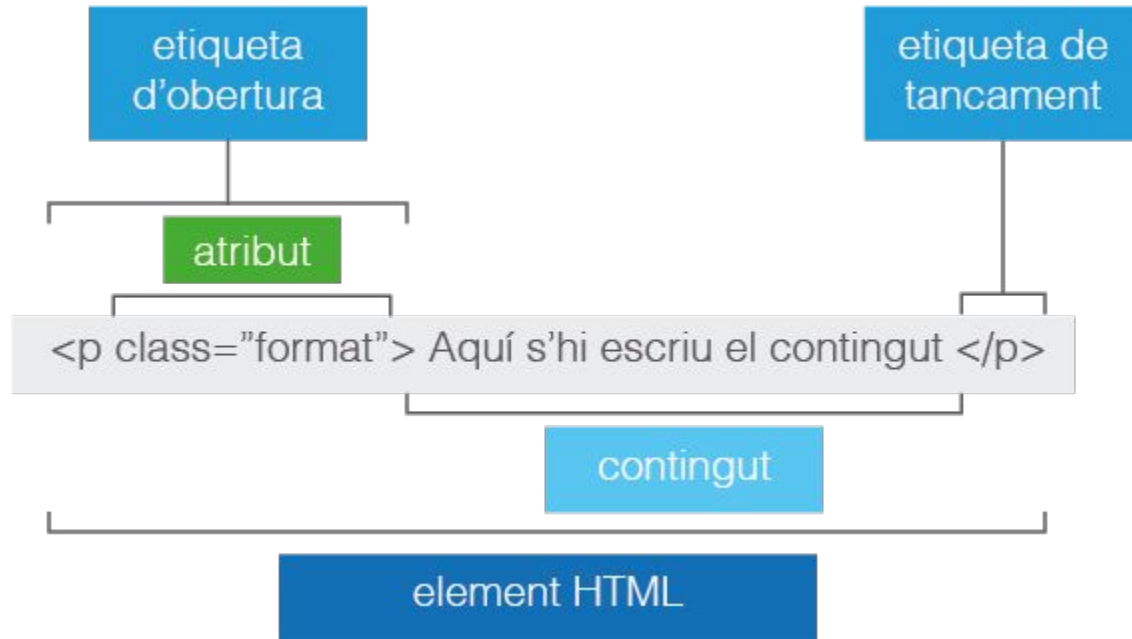 etiqueta
d’obertura
etiqueta de
tancament
atribut
<p class=”format”> Aquí s’hi escriu el contingut </p>
contingut
element HTML